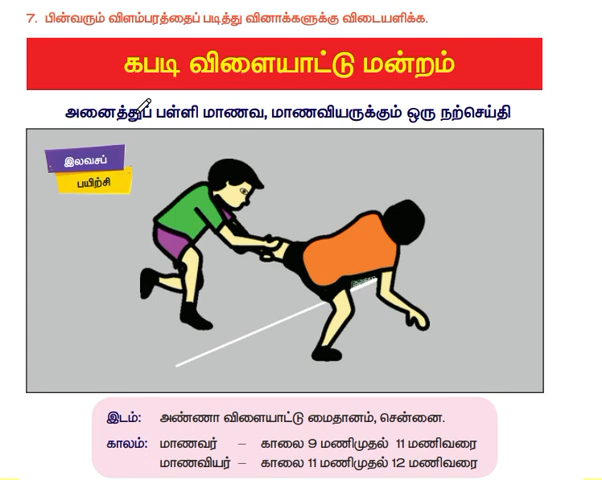 7. பின்வரும் விளம்பரத்தைப் படித்து வினாக்களுக்கு விடையளிக்க.
கபடி விளையாட்டு மன்றம்
அனைத்துப் பள்ளி மாணவ, மாணவியருக்கும் ஒரு நற்செய்தி
இலவசப்
பயிற்சி
இடம்: அண்ணா விளையாட்டு மைதானம், சென்னை.
காலம்: மாணவர் – காலை 9 மணிமுதல் 11 மணிவரை
மாணவியர் – காலை 11 மணிமுதல் 12 மணிவரை